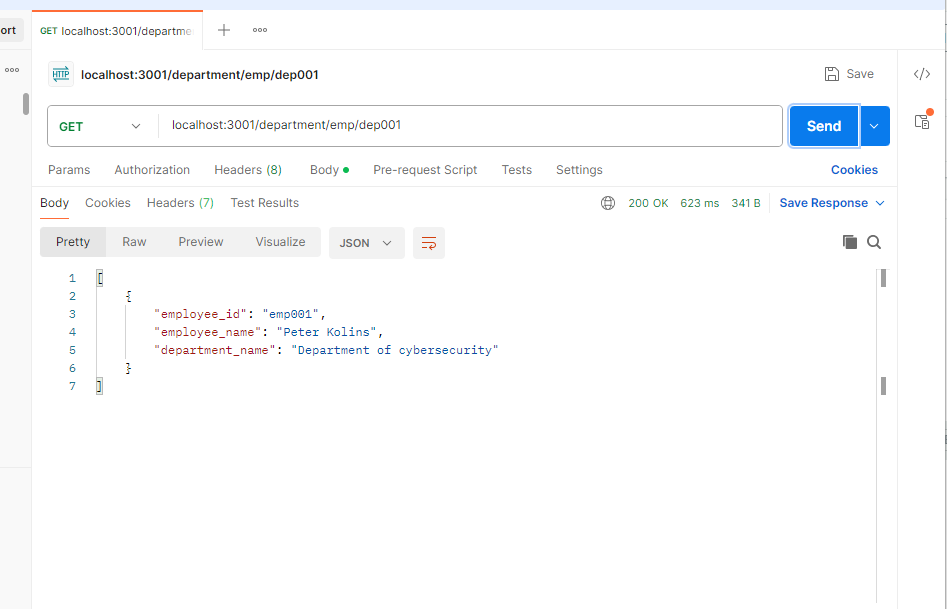 ort
GET localhost:3001/departme
HTTP localhost:3001/department/emp/dep001
Save
GET localhost:3001/department/emp/dep001 Send
Params Authorization Headers (8) Body Pre-request Script Tests Settings Cookies
Body Cookies Headers (7) Test Results 200 OK 623 ms 341 B Save Response
Pretty Raw Preview Visualize JSON
1 [
2 {
3 "employee_id": "emp001",
4 "employee_name": "Peter Kolins",
5 "department_name": "Department of cybersecurity"
6 }
7 ]